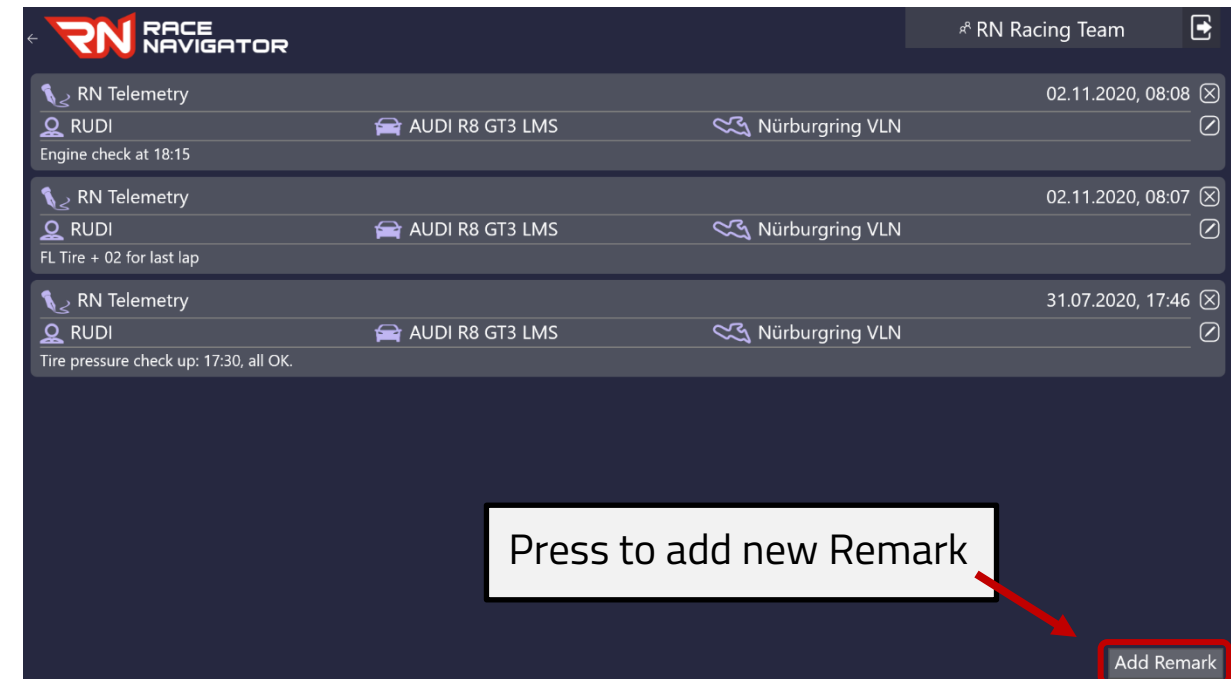 RACE
NAVIGATOR
RN Racing Team
RN Telemetry 02.11.2020, 08:08
RUDI AUDI R8 GT3 LMS Nürburgring VLN
Engine check at 18:15
RN Telemetry 02.11.2020, 08:07
RUDI AUDI R8 GT3 LMS Nürburgring VLN
FL Tire + 02 for last lap
RN Telemetry 31.07.2020, 17:46
RUDI AUDI R8 GT3 LMS Nürburgring VLN
Tire pressure check up: 17:30, all OK.
Press to add new Remark
Add Remark